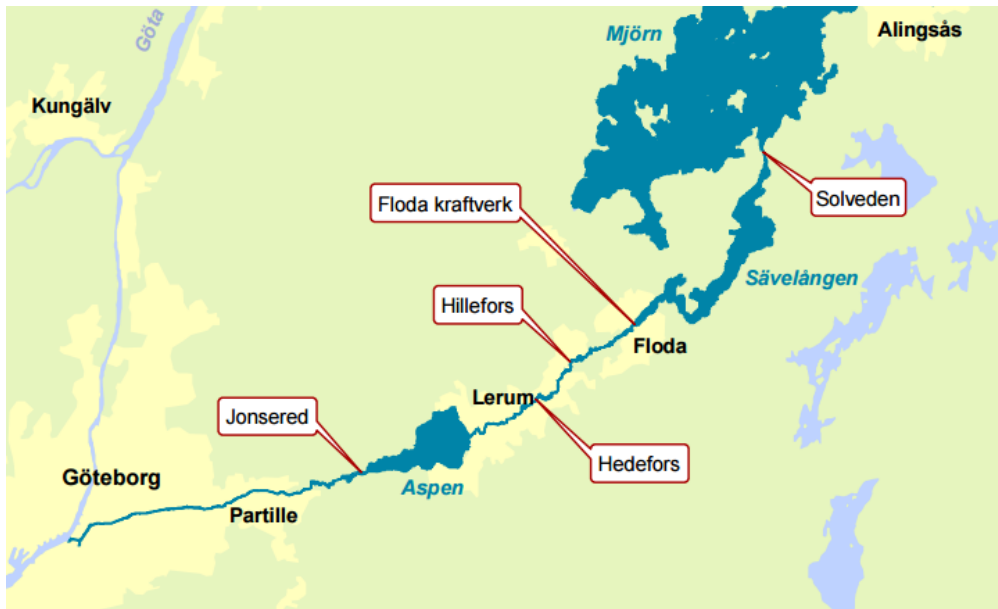 Göta
Mjörn
Alingsås
Kungälv
Floda kraftverk
Solveden
Sävelången
Hillefors
Floda
Lerum
Jonsered
Hedefors
Göteborg
Aspen
Partille